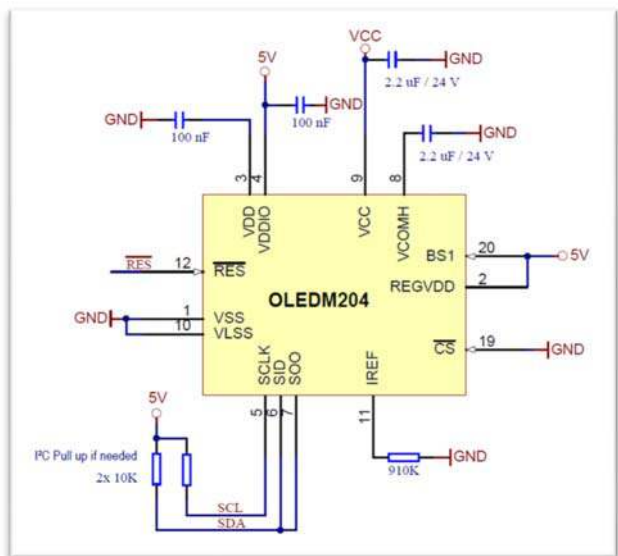 VCC
GND
2.2 uF / 24 V
5V
GND
100 nF
GND
100 nF
GND
2.2 uF / 24 V
3
4
9
8
VDD
VDDIO
VCC
VCOMH
RES
12
RES
BS1
20
5V
REGVDD
2
OLEDM204
GND
1
VSS
10
VLSS
CS
19
GND
SCLK
SID
SOO
IREF
5
6
7
11
5V
I²C Pull up if needed
2x 10K
910K
GND
SCL
SDA